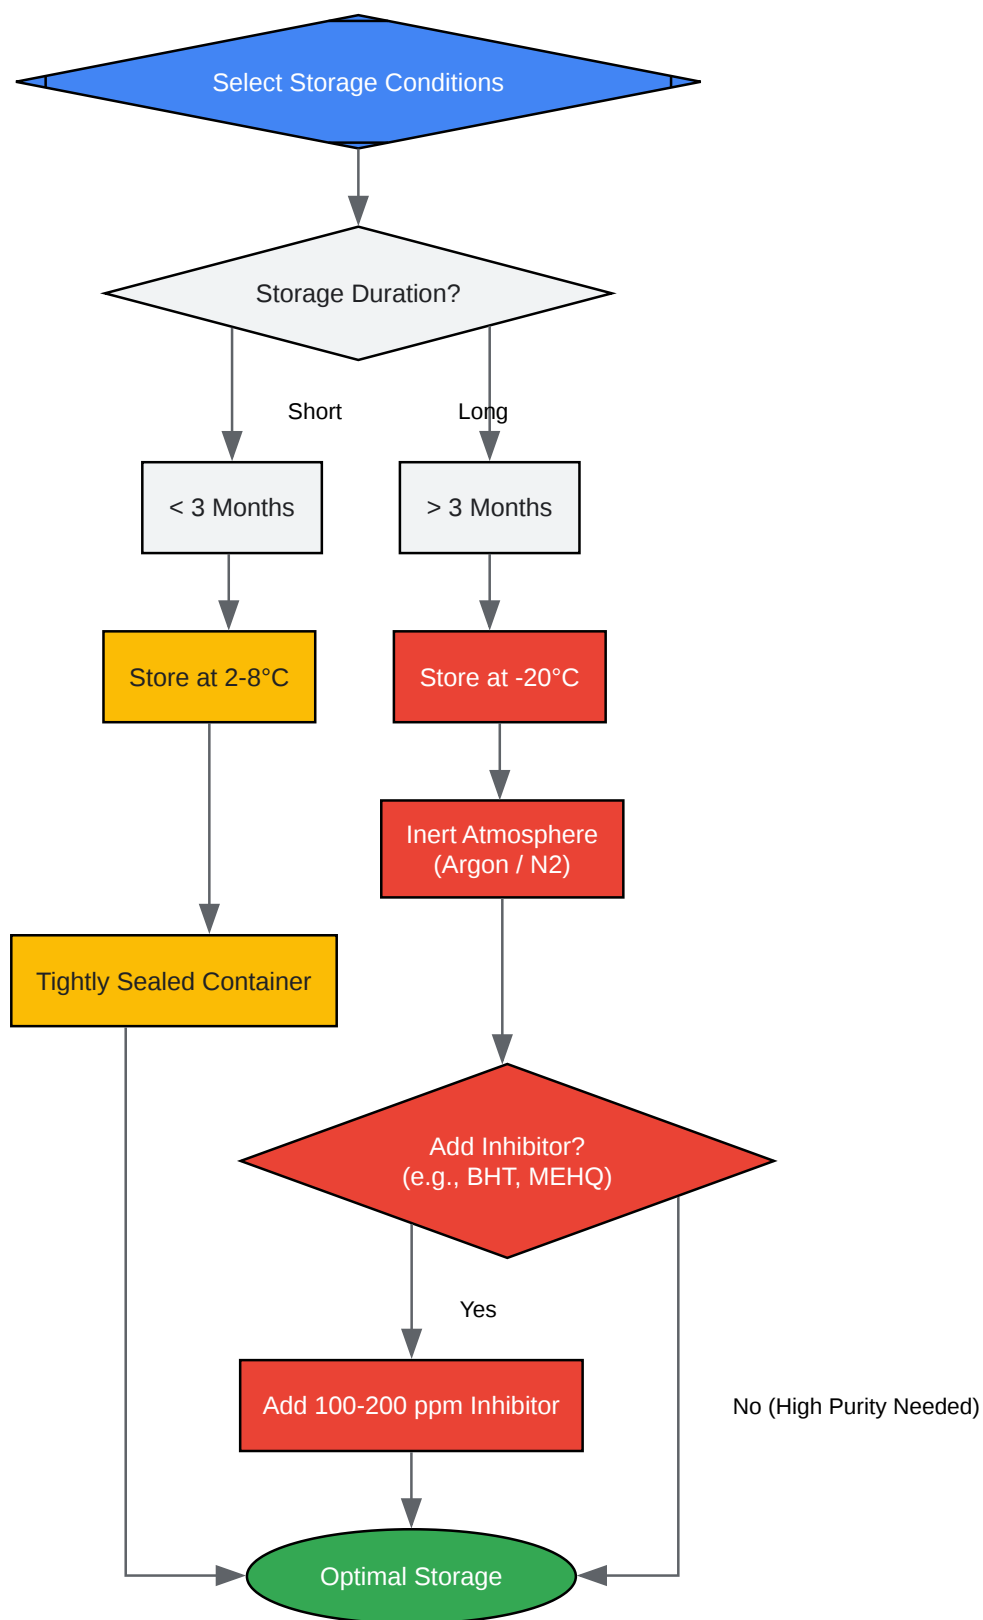 Select Storage Conditions
Storage Duration?
Short
Long
< 3 Months
> 3 Months
Store at 2-8°C
Store at -20°C
Inert Atmosphere
(Argon / N2)
Tightly Sealed Container
Add Inhibitor?
(e.g., BHT, MEHQ)
Yes
Add 100-200 ppm Inhibitor
No (High Purity Needed)
Optimal Storage